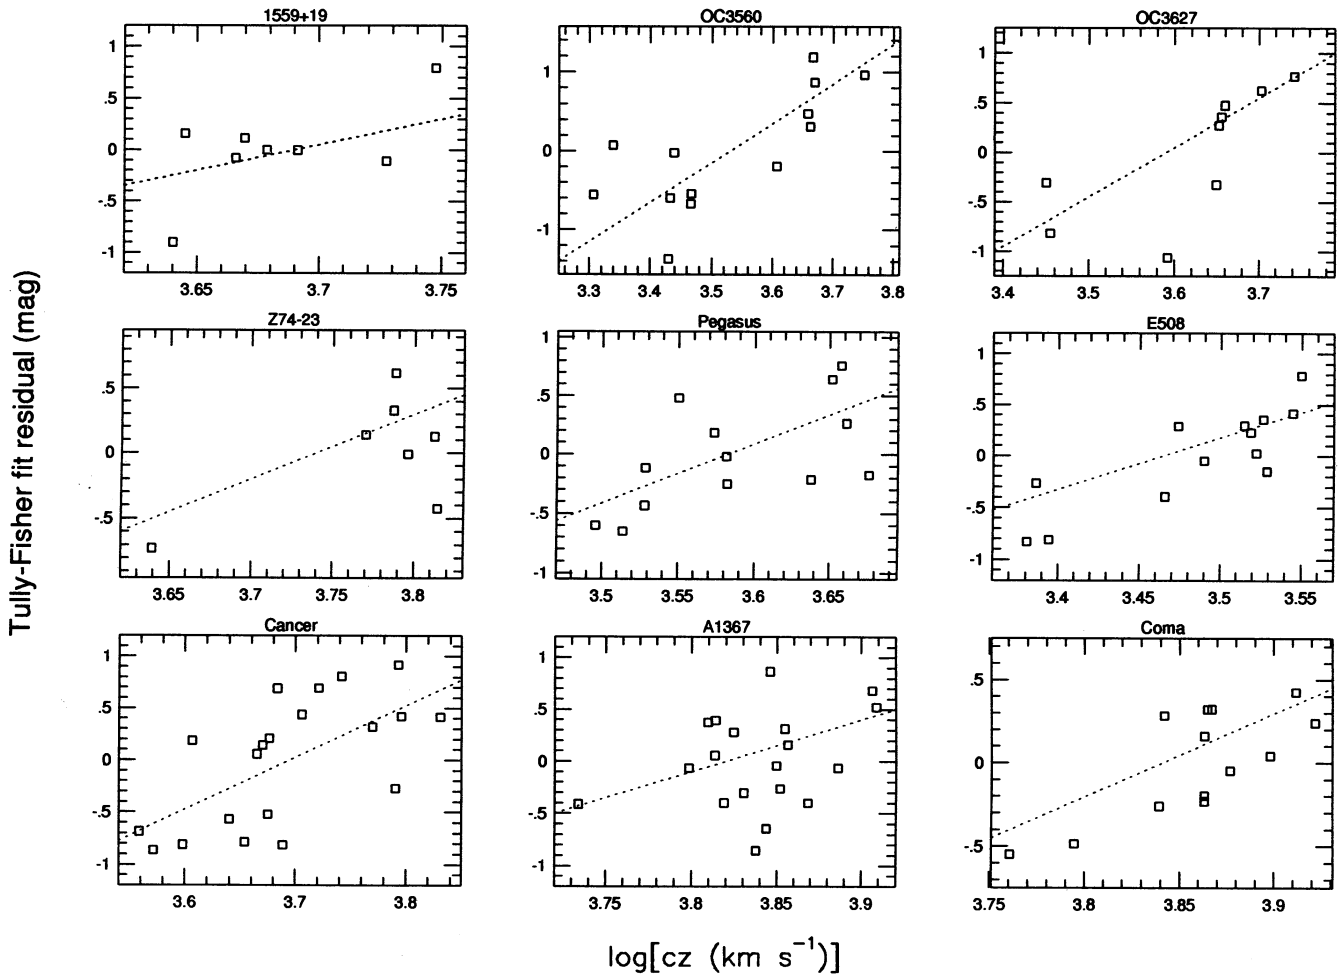 1559+19 OC3560 OC3627
1 1 1
.5 .5
0 0 0
-.5 -.5
-1 -1 -1
3.65 3.7 3.75 3.3 3.4 3.5 3.6 3.7 3.8 3.4 3.5 3.6 3.7
Z74-23 Pegasus E508
1 1
.5 .5 .5
0 0 0
-.5 -.5 -.5
-1 -1
3.65 3.7 3.75 3.8 3.5 3.55 3.6 3.65 3.4 3.45 3.5 3.55
Cancer A1367 Coma
1 1
.5 .5 .5
0 0 0
-.5 -.5 -.5
-1 -1
3.6 3.7 3.8 3.75 3.8 3.85 3.9 3.75 3.8 3.85 3.9
Tully-Fisher fit residual (mag)
log[cz (km s⁻¹)]